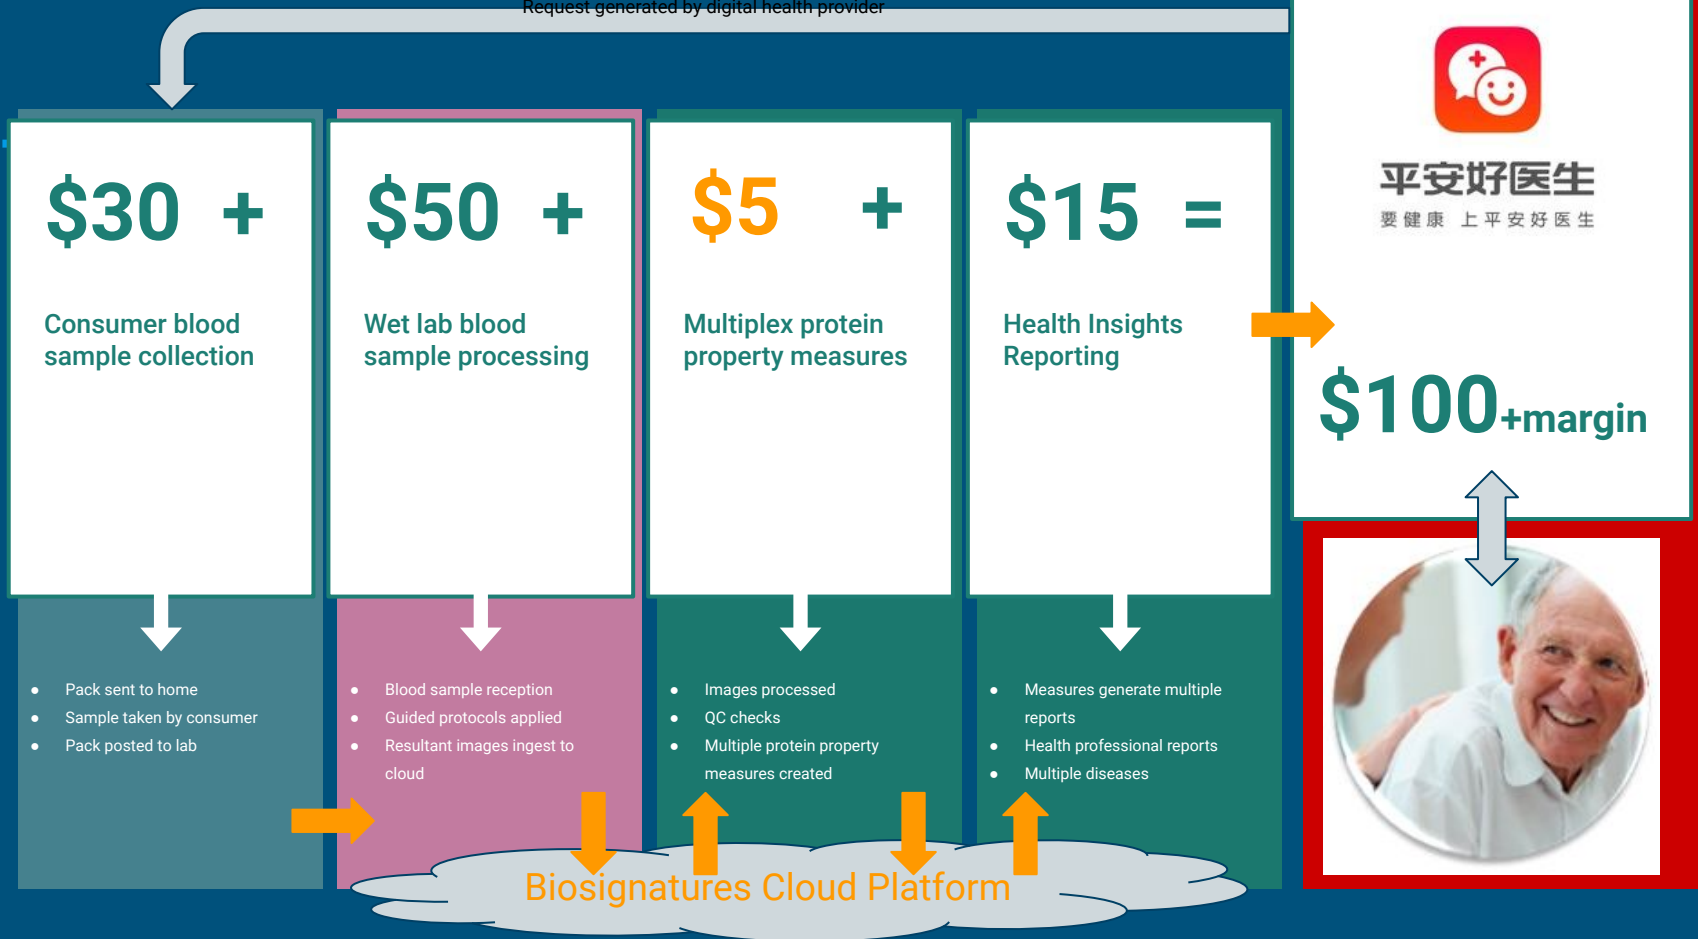 Request generated by digital health provider
$30 +
Consumer blood
sample collection
● Pack sent to home
● Sample taken by consumer
● Pack posted to lab
$50 +
Wet lab blood
sample processing
● Blood sample reception
● Guided protocols applied
● Resultant images ingest to
cloud
$5 +
Multiplex protein
property measures
● Images processed
● QC checks
● Multiple protein property
measures created
$15 =
Health Insights
Reporting
● Measures generate multiple
reports
● Health professional reports
● Multiple diseases
平安好医生
要健康 上平安好医生
$100+margin
Biosignatures Cloud Platform